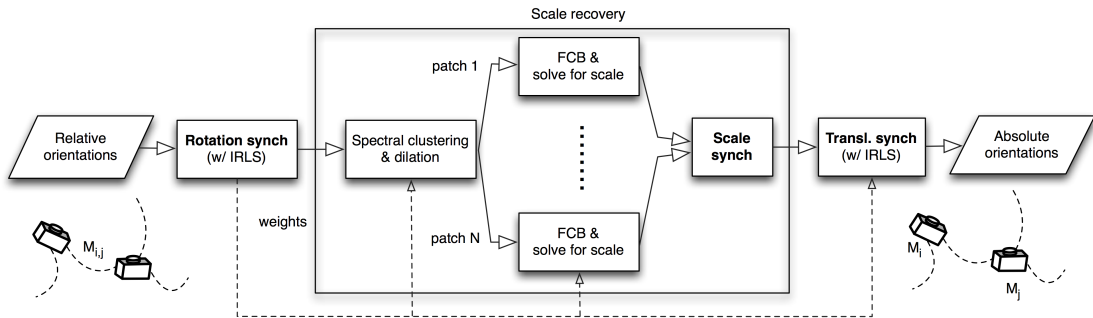 Scale recovery
patch 1
FCB &
solve for scale
Relative
orientations
Rotation synch
(w/ IRLS)
Spectral clustering
& dilation
Scale
synch
Transl. synch
(w/ IRLS)
Absolute
orientations
weights
patch N
FCB &
solve for scale
M_{i,j}
M_i
M_j